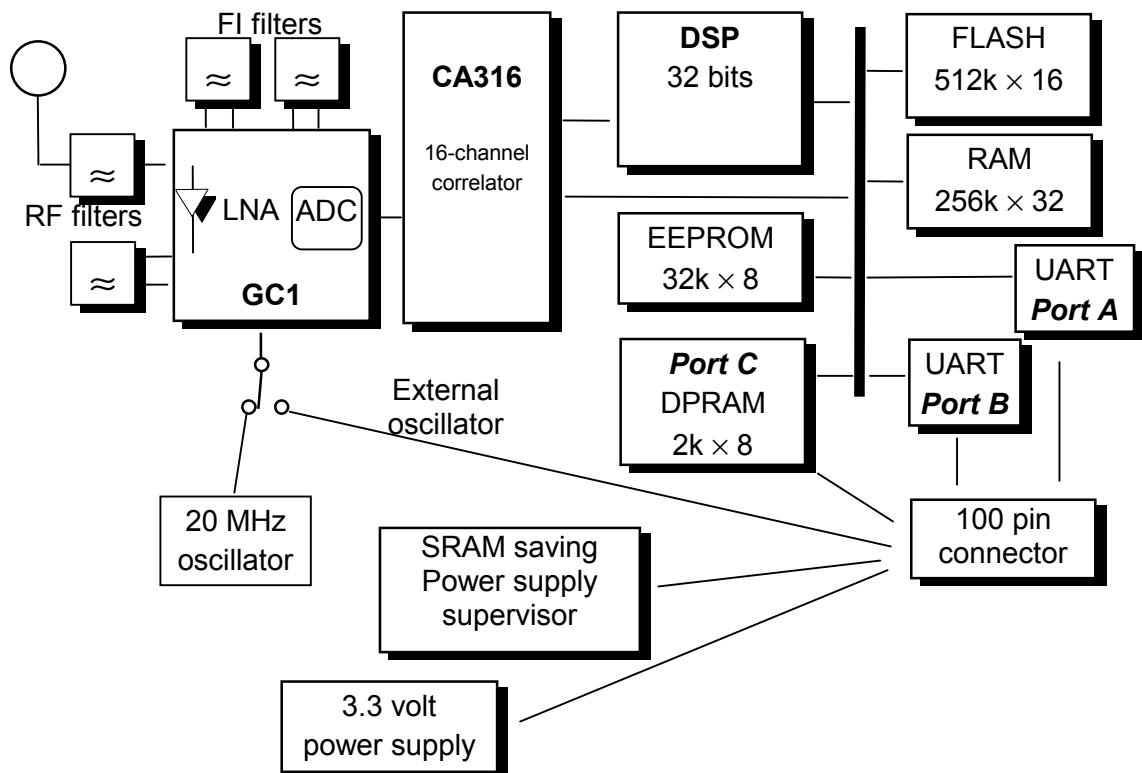 FI filters
≈
≈
≈
RF filters
≈
LNA
ADC
GC1
CA316
16-channel
correlator
DSP
32 bits
FLASH
512k × 16
RAM
256k × 32
EEPROM
32k × 8
UART
Port A
Port C
DPRAM
2k × 8
UART
Port B
External
oscillator
20 MHz
oscillator
SRAM saving
Power supply
supervisor
100 pin
connector
3.3 volt
power supply